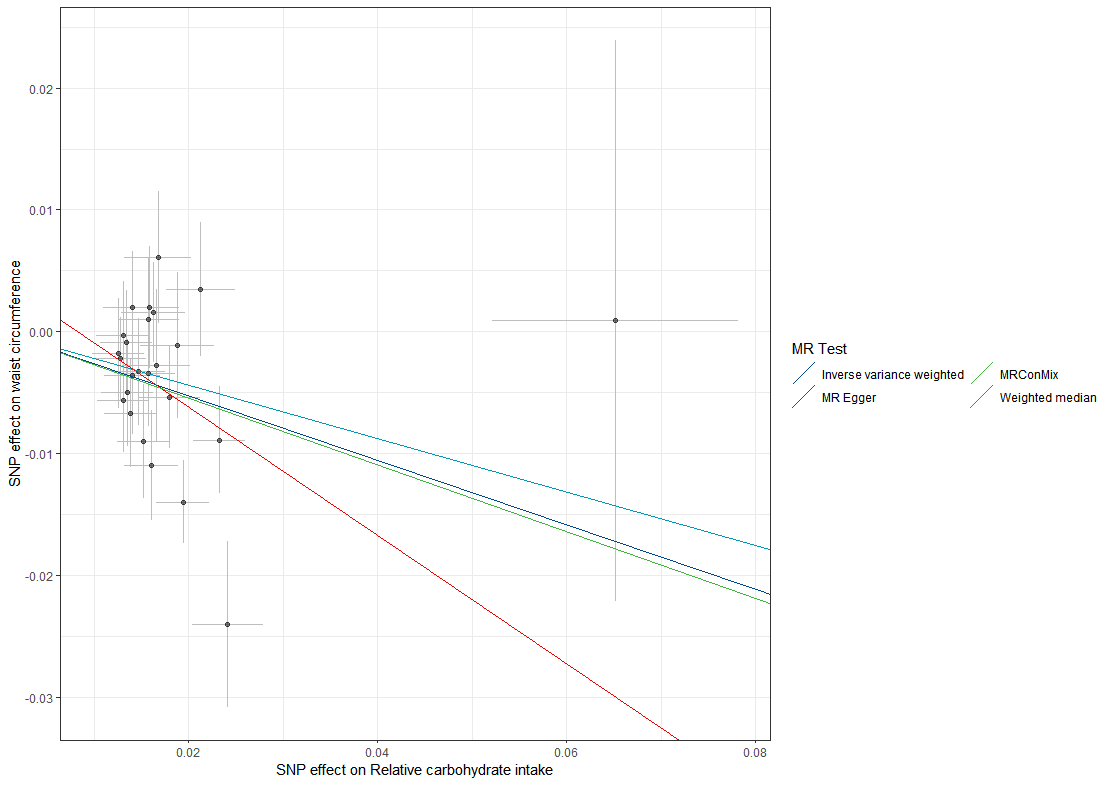 0.02
0.01
0.00
-0.01
-0.02
-0.03
SNP effect on waist circumference
0.02 0.04 0.06 0.08
SNP effect on Relative carbohydrate intake
MR Test
Inverse variance weighted MRConMix
MR Egger Weighted median